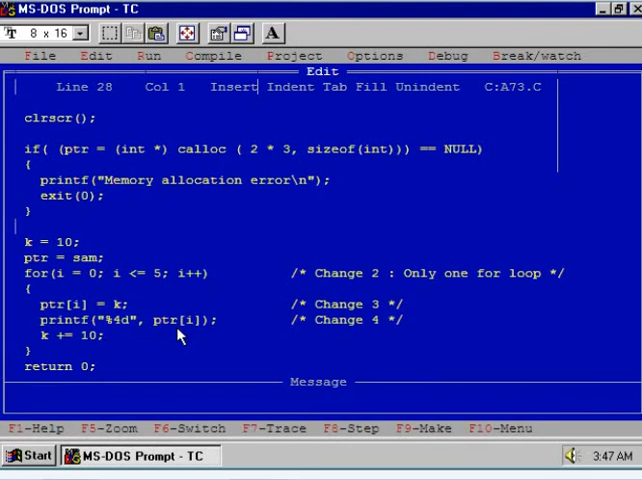 MS-DOS Prompt - TC
8 x 16
A
File Edit Run Compile Project Options Debug Break/watch
Edit
Line 28 Col 1 Insert Indent Tab Fill Unindent C:A73.C
clrscr();
if( (ptr = (int *) calloc ( 2 * 3, sizeof(int))) == NULL)
{
printf("Memory allocation error\n");
exit(0);
}
k = 10;
ptr = sam;
for(i = 0; i <= 5; i++) /* Change 2 : Only one for loop */
{
ptr[i] = k; /* Change 3 */
printf("%4d", ptr[i]); /* Change 4 */
k += 10;
}
return 0;
Message
F1-Help F5-Zoom F6-Switch F7-Trace F8-Step F9-Make F10-Menu
Start MS-DOS Prompt - TC 3:47 AM